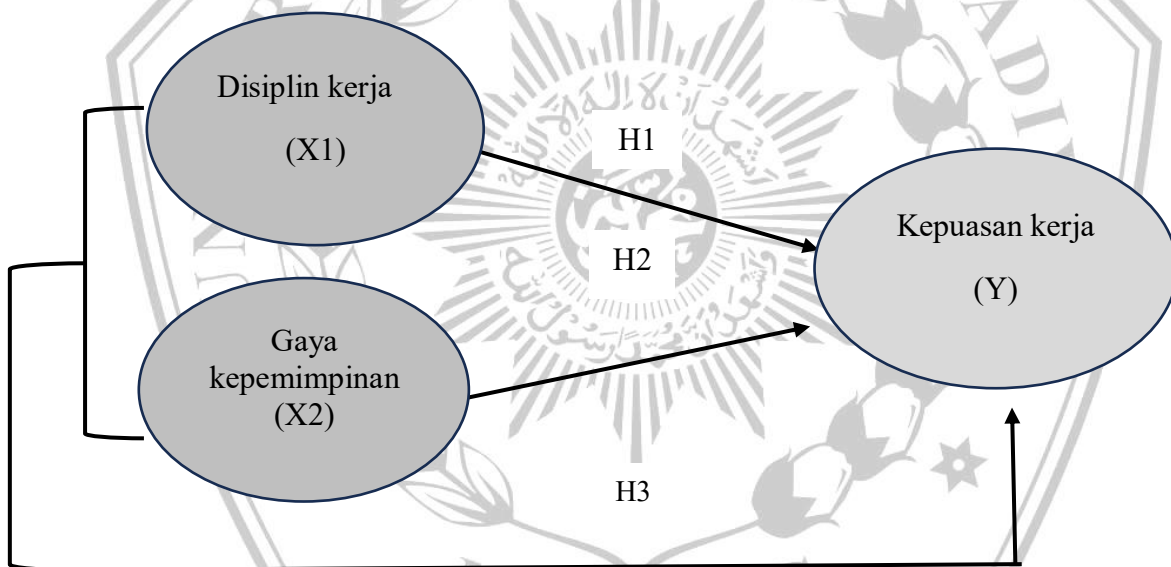 Disiplin kerja
(X1)
H1
Kepuasan kerja
(Y)
H2
Gaya
kepemimpinan
(X2)
H3